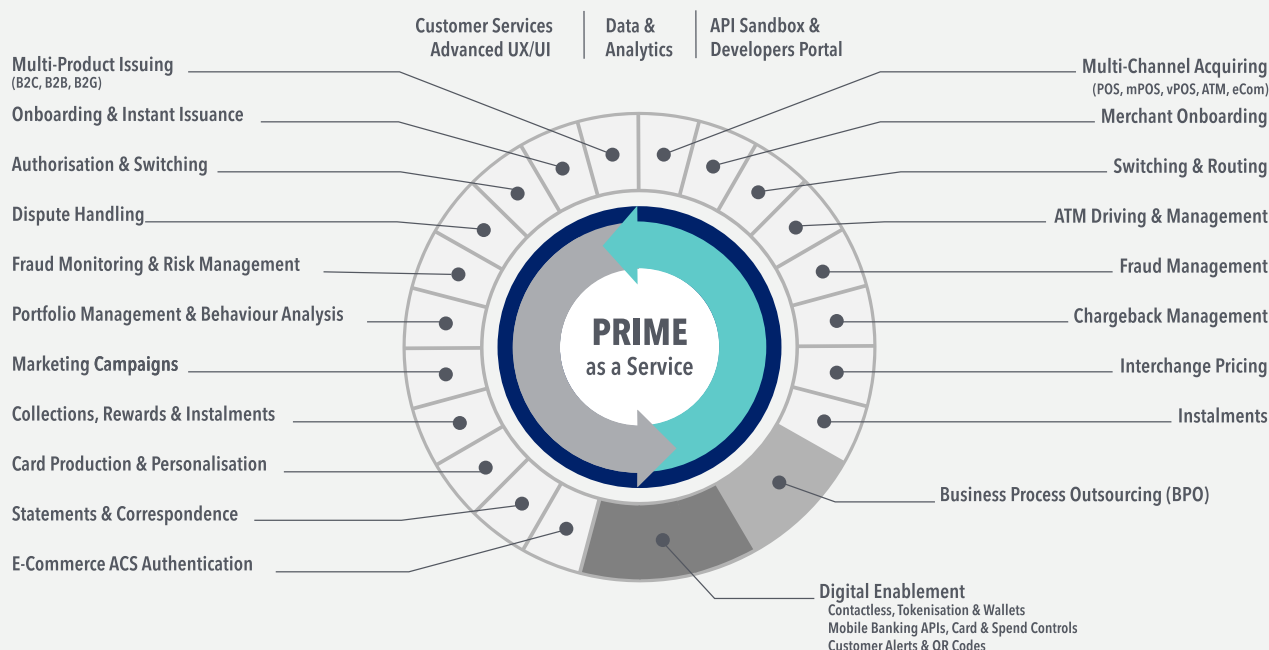 Customer Services
Advanced UX/UI
Data &
Analytics
API Sandbox &
Developers Portal
Multi-Product Issuing
(B2C, B2B, B2G)
Onboarding & Instant Issuance
Authorisation & Switching
Dispute Handling
Fraud Monitoring & Risk Management
Portfolio Management & Behaviour Analysis
Marketing Campaigns
Collections, Rewards & Instalments
Card Production & Personalisation
Statements & Correspondence
E-Commerce ACS Authentication
PRIME
as a Service
Multi-Channel Acquiring
(POS, mPOS, vPOS, ATM, eCom)
Merchant Onboarding
Switching & Routing
ATM Driving & Management
Fraud Management
Chargeback Management
Interchange Pricing
Instalments
Business Process Outsourcing (BPO)
Digital Enablement
Contactless, Tokenisation & Wallets
Mobile Banking APIs, Card & Spend Controls
Customer Alerts & QR Codes